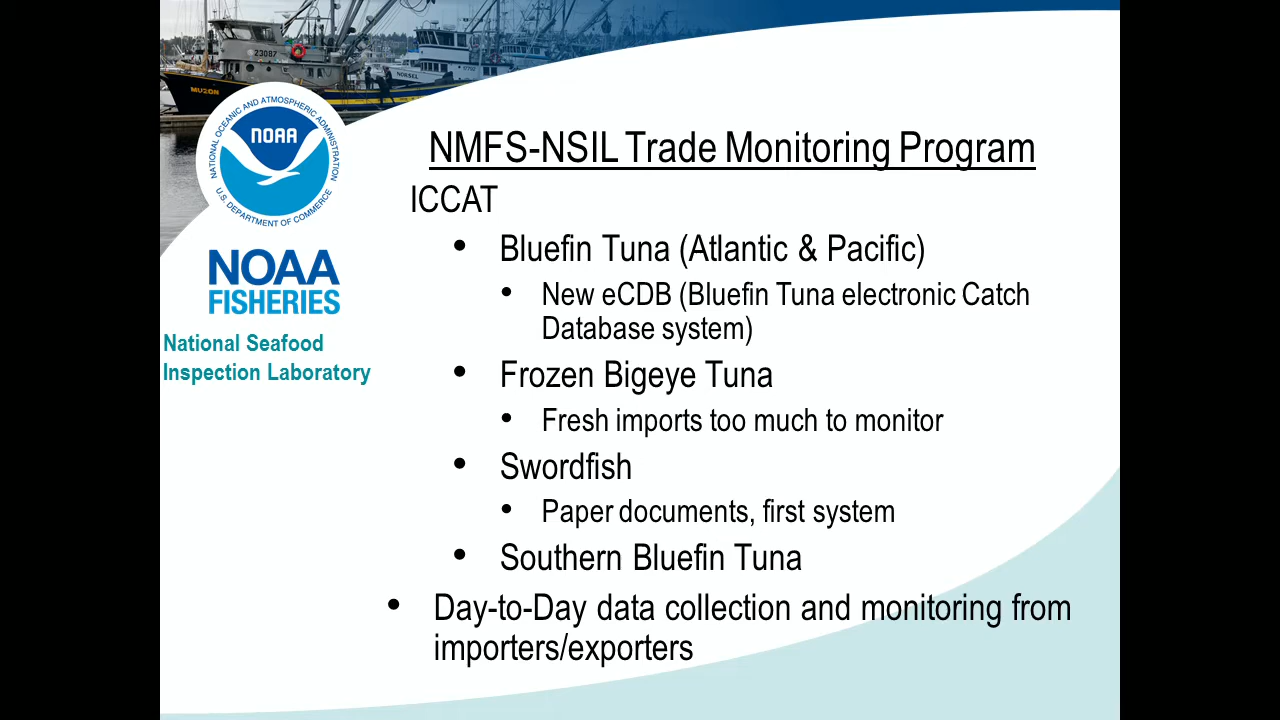 23087
NORSEL
MUZON
NATIONAL OCEANIC AND ATMOSPHERIC ADMINISTRATION
NOAA
U.S. DEPARTMENT OF COMMERCE
NOAA
FISHERIES
National Seafood
Inspection Laboratory
NMFS-NSIL Trade Monitoring Program
ICCAT
• Bluefin Tuna (Atlantic & Pacific)
• New eCDB (Bluefin Tuna electronic Catch
Database system)
• Frozen Bigeye Tuna
• Fresh imports too much to monitor
• Swordfish
• Paper documents, first system
• Southern Bluefin Tuna
• Day-to-Day data collection and monitoring from
importers/exporters